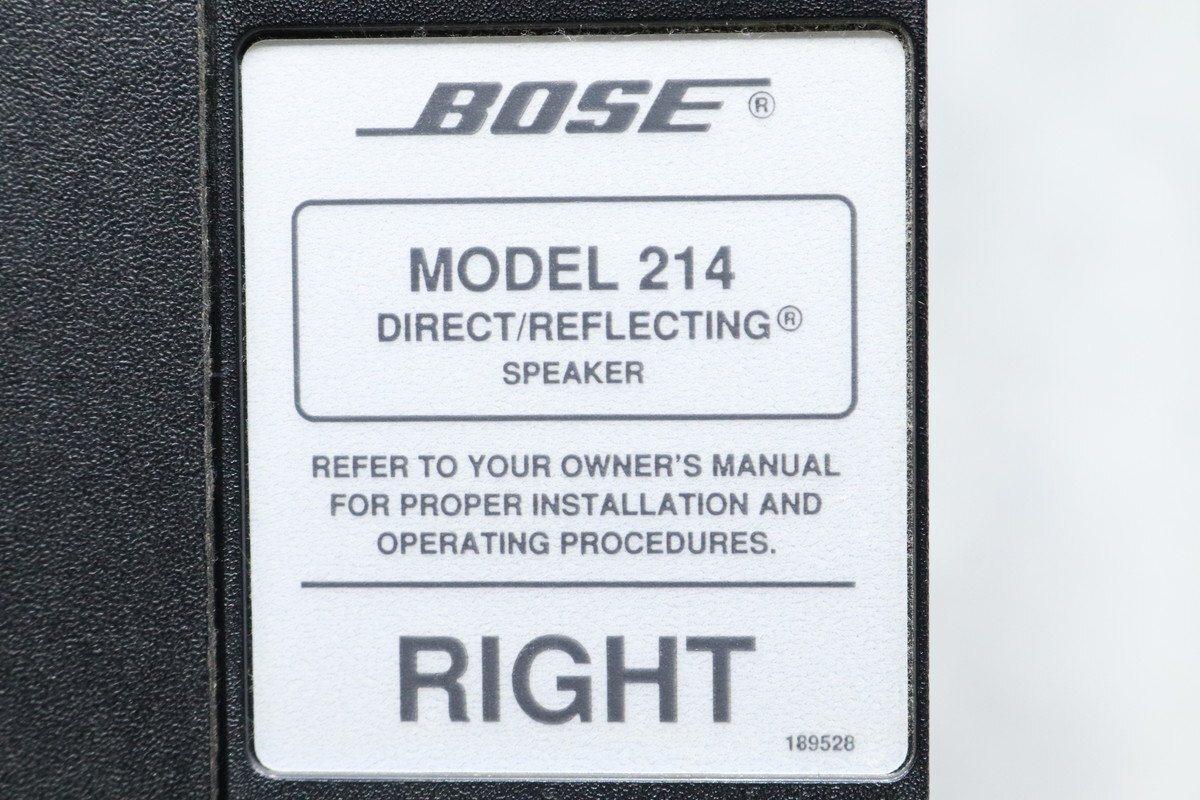 BOSE®
MODEL 214
DIRECT/REFLECTING®
SPEAKER
REFER TO YOUR OWNER'S MANUAL
FOR PROPER INSTALLATION AND
OPERATING PROCEDURES.
RIGHT
189528